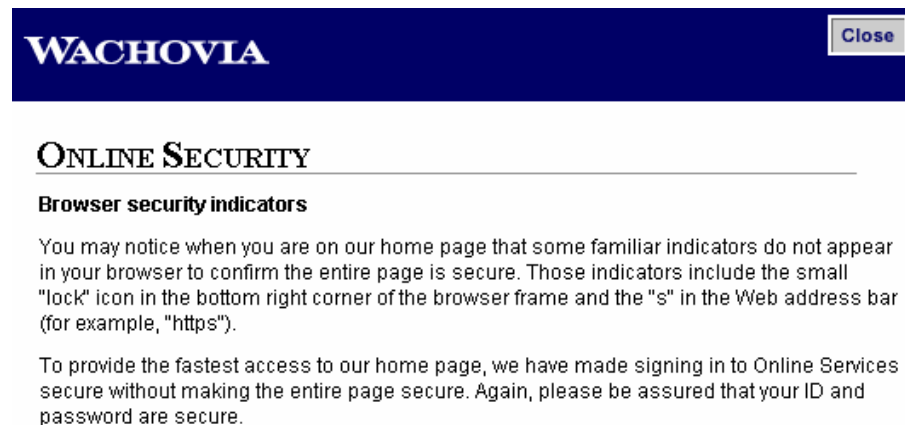 WACHOVIA
Close
ONLINE SECURITY
Browser security indicators
You may notice when you are on our home page that some familiar indicators do not appear
in your browser to confirm the entire page is secure. Those indicators include the small
"lock" icon in the bottom right corner of the browser frame and the "s" in the Web address bar
(for example, "https").
To provide the fastest access to our home page, we have made signing in to Online Services
secure without making the entire page secure. Again, please be assured that your ID and
password are secure.